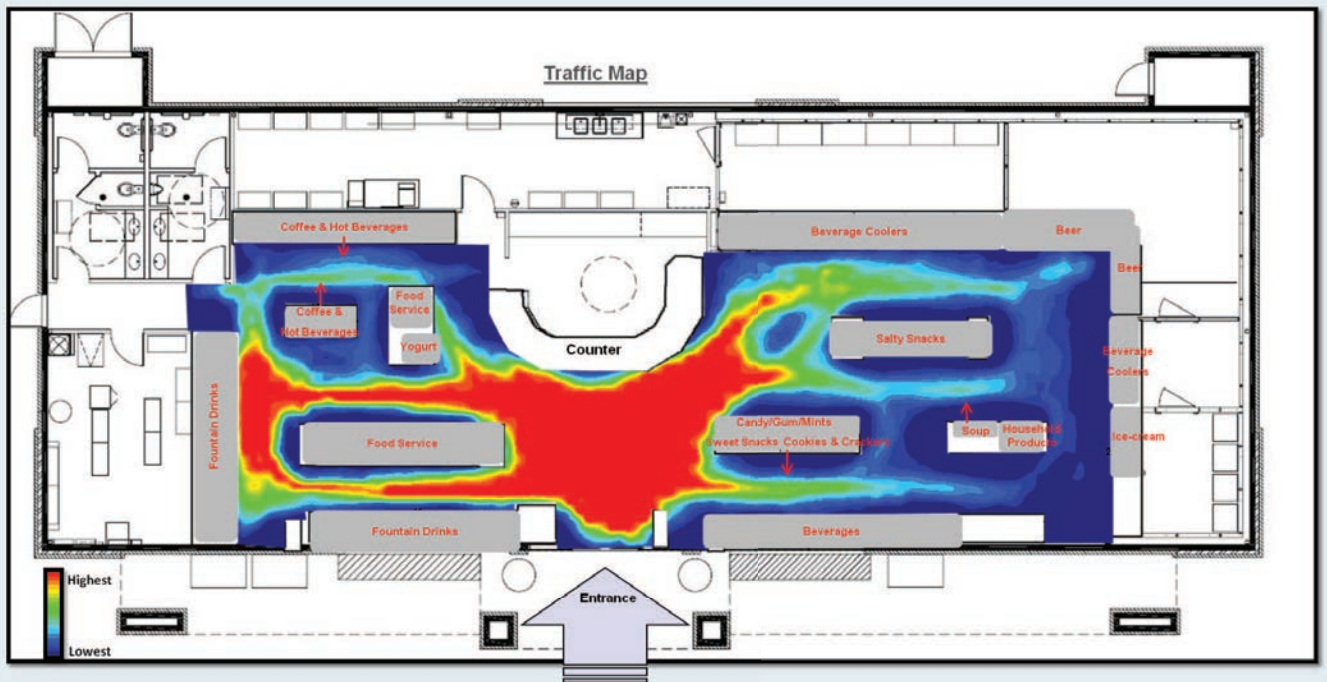 Traffic Map
Coffee & Hot Beverages
Beverage Coolers
Beer
Beer
Food
Service
Coffee &
Hot Beverages
Yogurt
Counter
Salty Snacks
Beverage
Coolers
Fountain Drinks
Food Service
Candy/Gum/Mints
Sweet Snacks Cookies & Crackers
Soup
Household
Products
Ice-cream
Fountain Drinks
Beverages
Highest
Lowest
Entrance